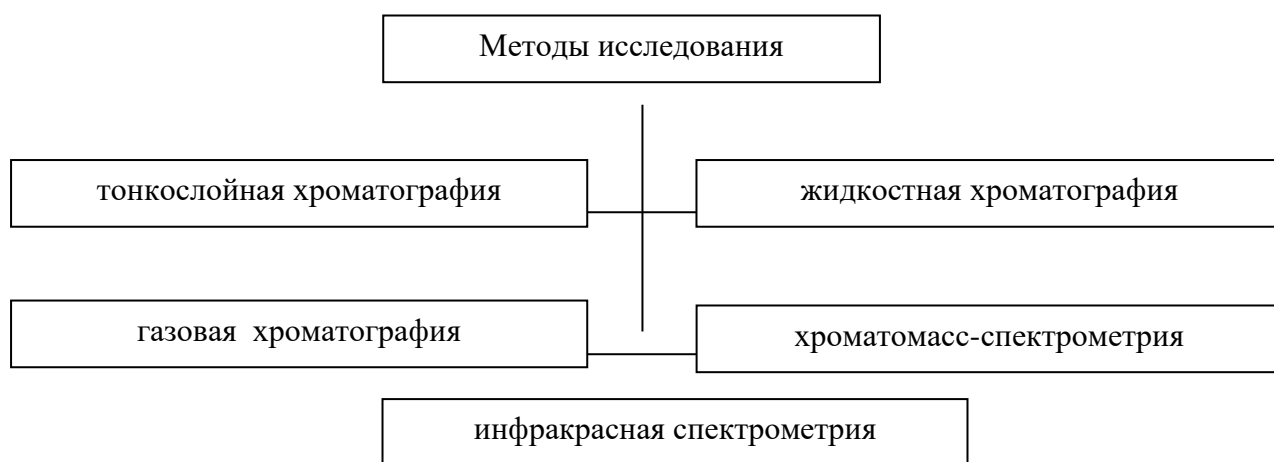 Методы исследования
тонкослойная хроматография
жидкостная хроматография
газовая хроматография
хроматомасс-спектрометрия
инфракрасная спектрометрия